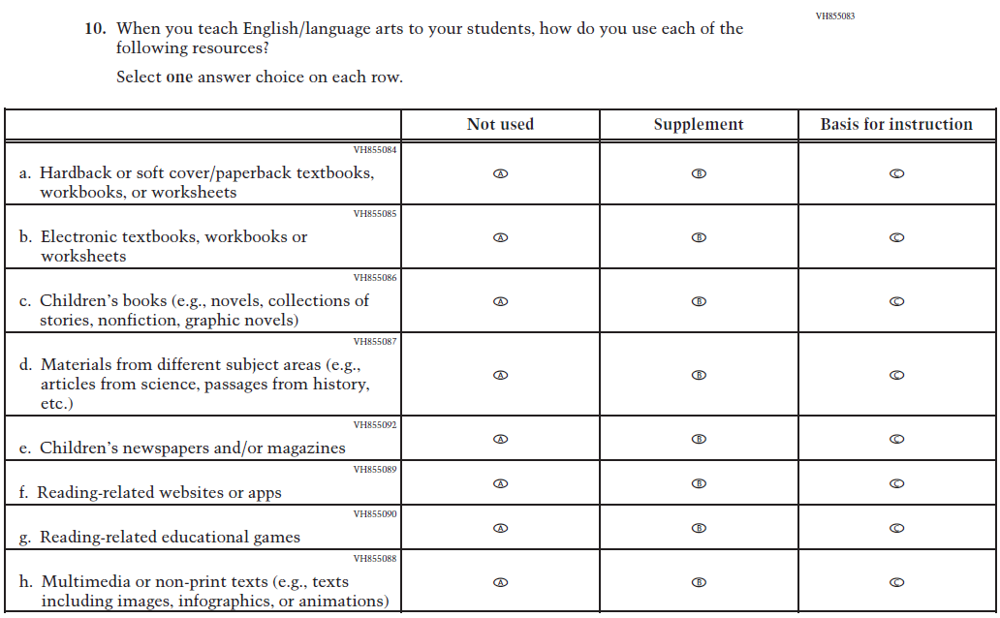 VH855083
10. When you teach English/language arts to your students, how do you use each of the
following resources?
Select one answer choice on each row.
Not used Supplement Basis for instruction
VH855084
a. Hardback or soft cover/paperback textbooks,
workbooks, or worksheets
A B C
VH855085
b. Electronic textbooks, workbooks or
worksheets
A B C
VH855086
c. Children’s books (e.g., novels, collections of
stories, nonfiction, graphic novels)
A B C
VH855087
d. Materials from different subject areas (e.g.,
articles from science, passages from history,
etc.)
A B C
VH855092
e. Children’s newspapers and/or magazines
A B C
VH855089
f. Reading-related websites or apps
A B C
VH855090
g. Reading-related educational games
A B C
VH855088
h. Multimedia or non-print texts (e.g., texts
including images, infographics, or animations)
A B C